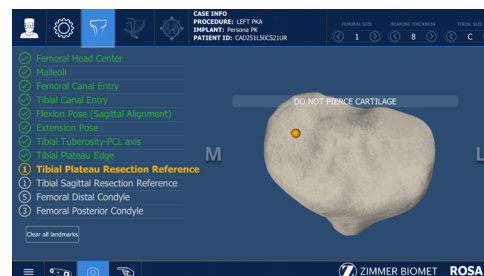 CASE INFO
PROCEDURE: LEFT PKA
IMPLANT: Persona PK
PATIENT ID: CAD251L50CS21UR
FEMORAL SIZE
1
BEARING THICKNESS
8
TIBIAL SIZE
C
Femoral Head Center
Malleoli
Femoral Canal Entry
Tibial Canal Entry
Flexion Pose (Sagittal Alignment)
Extension Pose
Tibial Tuberosity-PCL axis
Tibial Plateau Edge
1 Tibial Plateau Resection Reference
1 Tibial Sagittal Resection Reference
5 Femoral Distal Condyle
3 Femoral Posterior Condyle
Clear all landmarks
DO NOT PIERCE CARTILAGE
M
L
ZIMMER BIOMET
ROSA